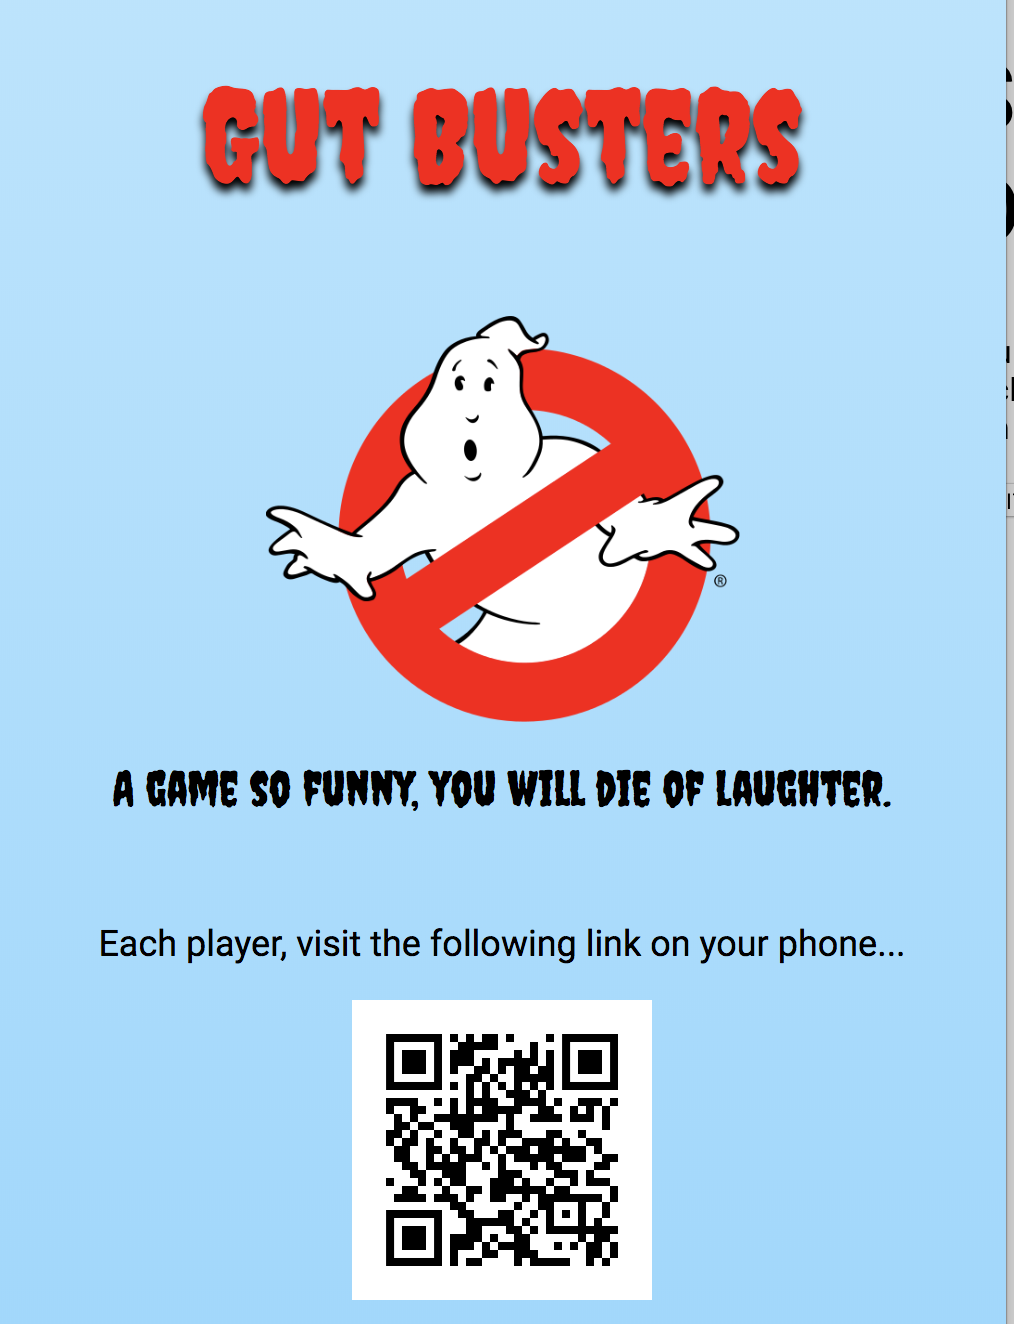 GUT BUSTERS
®
A GAME SO FUNNY, YOU WILL DIE OF LAUGHTER.
Each player, visit the following link on your phone...